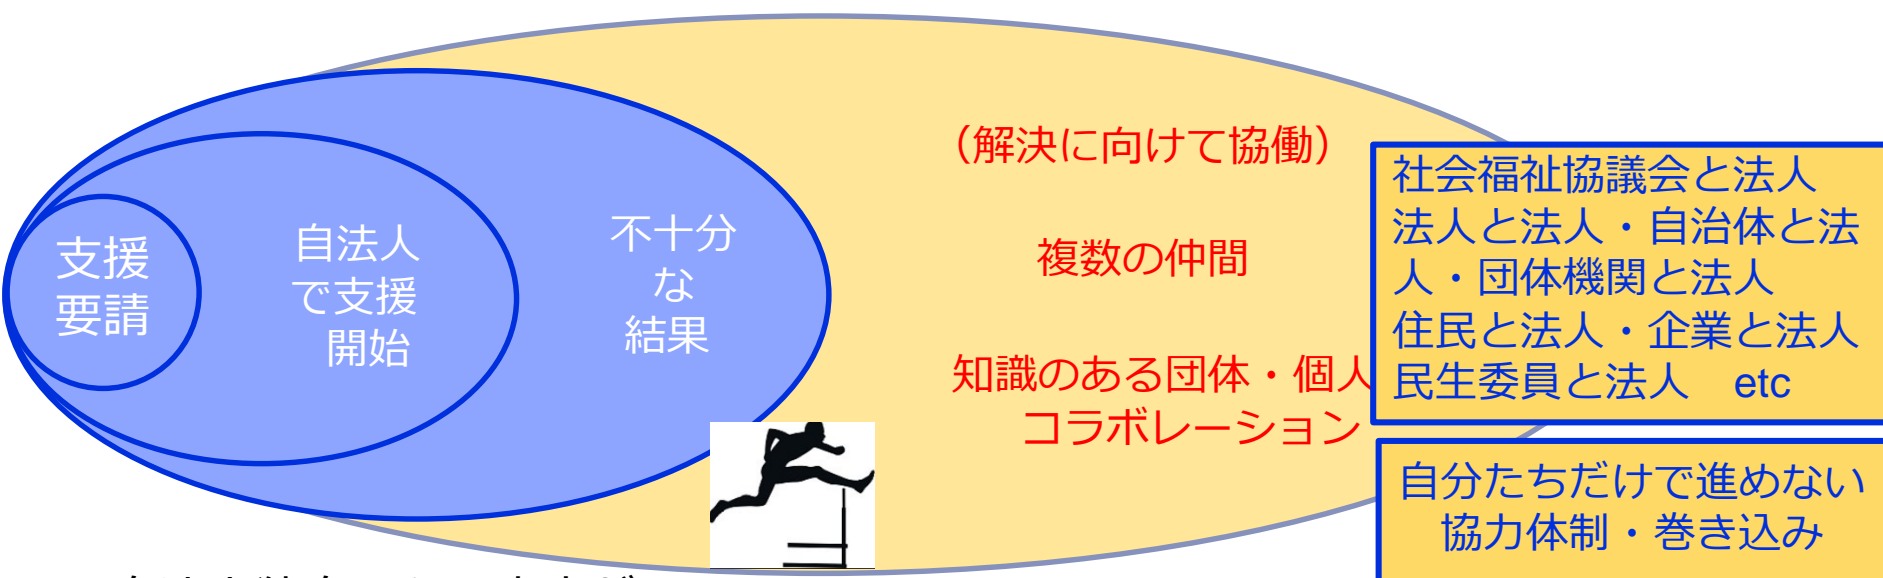 支援
要請
自法人
で支援
開始
不十分
な
結果
（解決に向けて協働）
複数の仲間
知識のある団体・個人
コラボレーション
社会福祉協議会と法人
法人と法人・自治体と法
人・団体機関と法人
住民と法人・企業と法人
民生委員と法人　etc
自分たちだけで進めない
協力体制・巻き込み